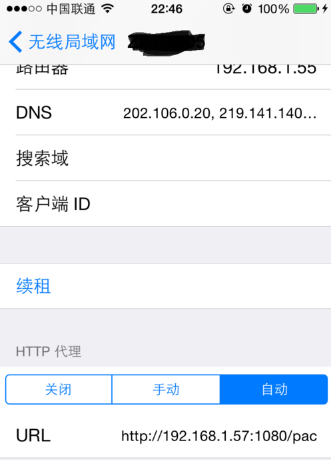 中国联通 22:46 100%
无线局域网
路由器 192.168.1.55
DNS 202.106.0.20, 219.141.140...
搜索域
客户端 ID
续租
HTTP 代理
关闭 手动 自动
URL http://192.168.1.57:1080/pac